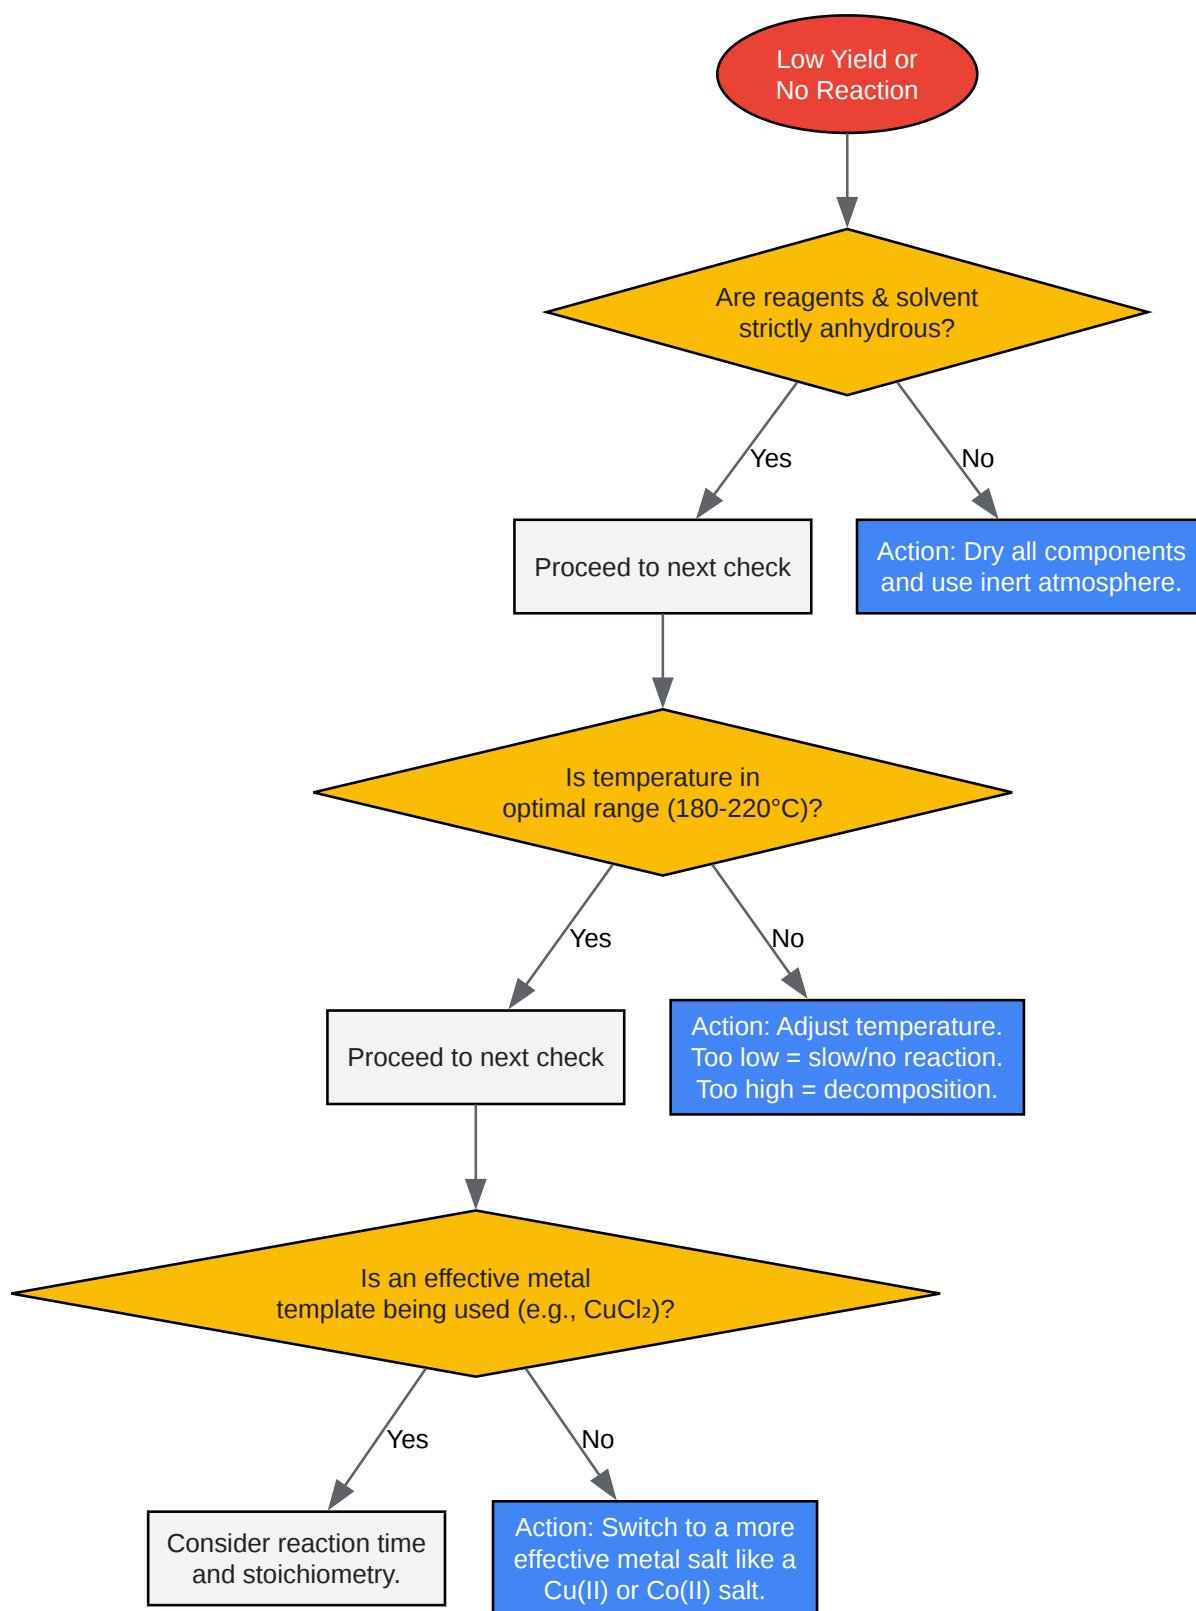 Low Yield or
No Reaction
Are reagents & solvent
strictly anhydrous?
Yes
No
Proceed to next check
Action: Dry all components
and use inert atmosphere.
Is temperature in
optimal range (180-220°C)?
Yes
No
Proceed to next check
Action: Adjust temperature.
Too low = slow/no reaction.
Too high = decomposition.
Is an effective metal
template being used (e.g., CuCl₂)?
Yes
No
Consider reaction time
and stoichiometry.
Action: Switch to a more
effective metal salt like a
Cu(II) or Co(II) salt.